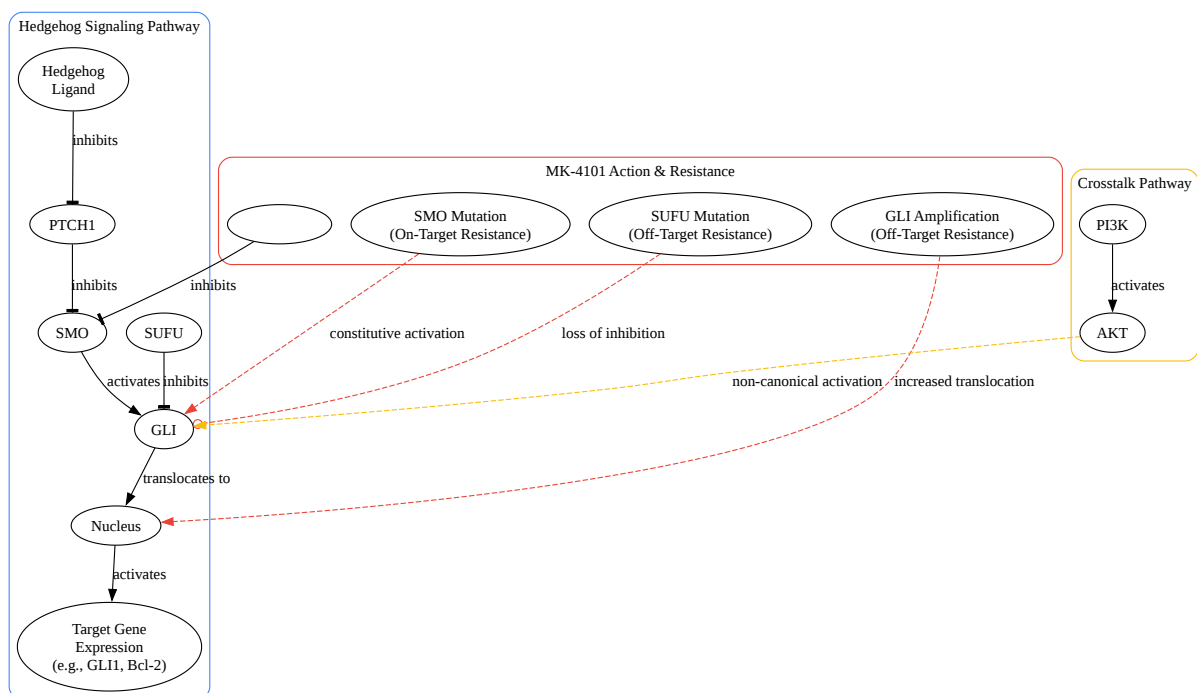 Hedgehog Signaling Pathway
Hedgehog
Ligand
inhibits
MK-4101 Action & Resistance
Crosstalk Pathway
PTCH1
SMO Mutation
(On-Target Resistance)
SUFU Mutation
(Off-Target Resistance)
GLI Amplification
(Off-Target Resistance)
PI3K
inhibits
inhibits
activates
SMO
SUFU
constitutive activation
loss of inhibition
AKT
activates
inhibits
non-canonical activation
increased translocation
GLI
translocates to
Nucleus
activates
Target Gene
Expression
(e.g., GLI1, Bcl-2)